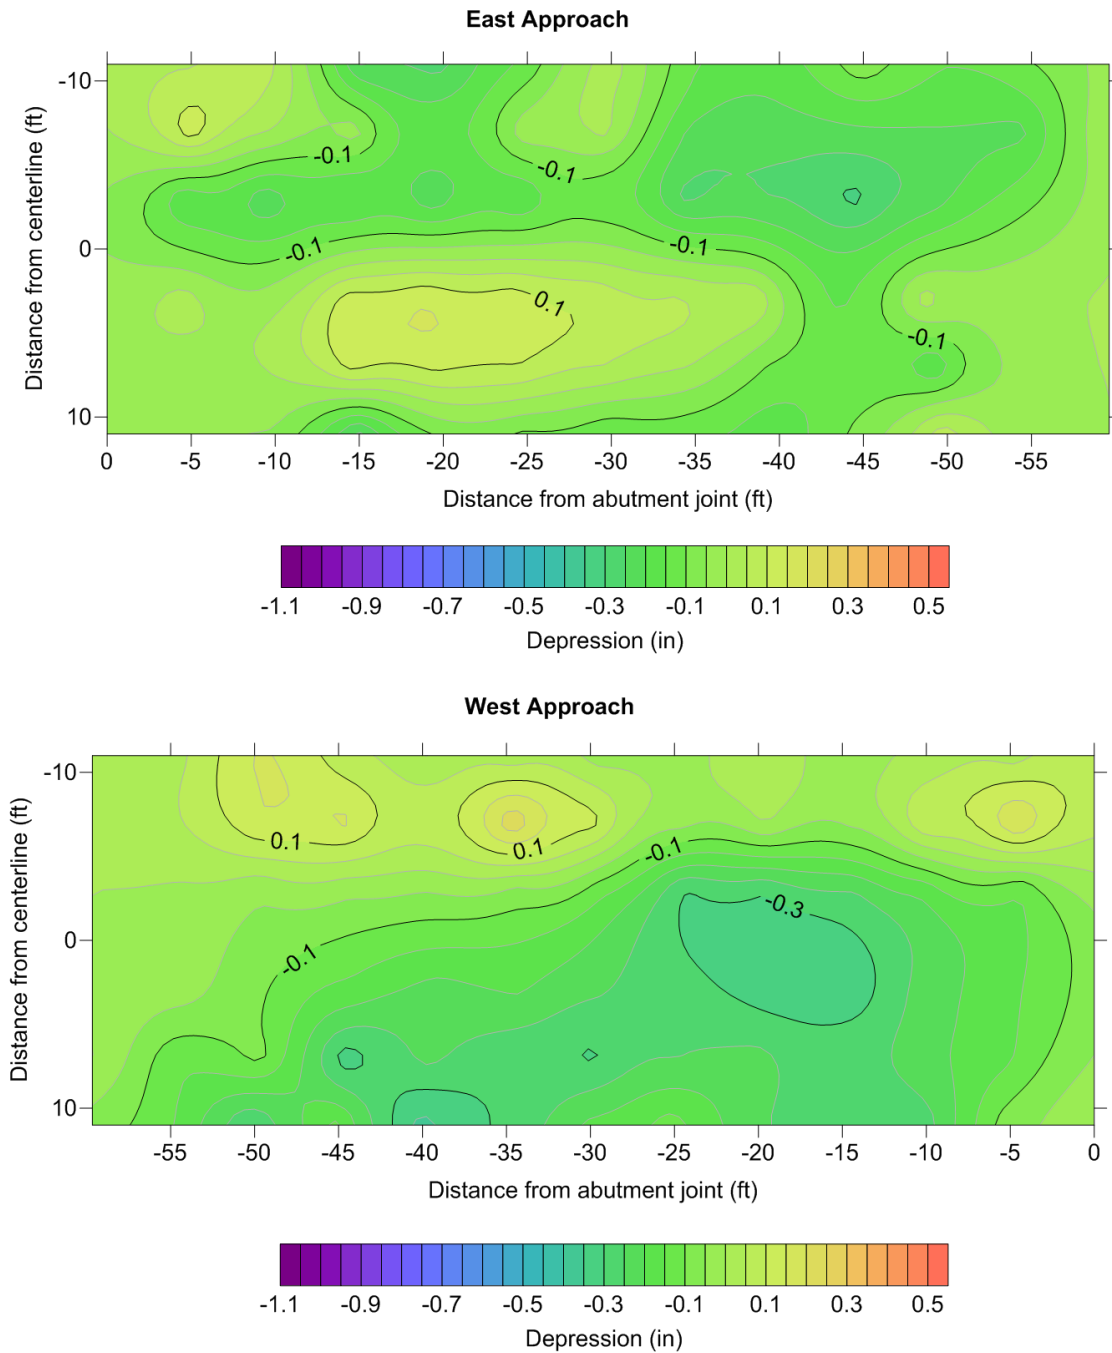 East Approach
-10
0
10
Distance from centerline (ft)
-0.1
-0.1
-0.1
-0.1
0.1
-0.1
0 -5 -10 -15 -20 -25 -30 -35 -40 -45 -50 -55
Distance from abutment joint (ft)
-1.1 -0.9 -0.7 -0.5 -0.3 -0.1 0.1 0.3 0.5
Depression (in)
West Approach
-10
0
10
Distance from centerline (ft)
0.1
0.1
-0.1
-0.3
-0.1
-55 -50 -45 -40 -35 -30 -25 -20 -15 -10 -5 0
Distance from abutment joint (ft)
-1.1 -0.9 -0.7 -0.5 -0.3 -0.1 0.1 0.3 0.5
Depression (in)